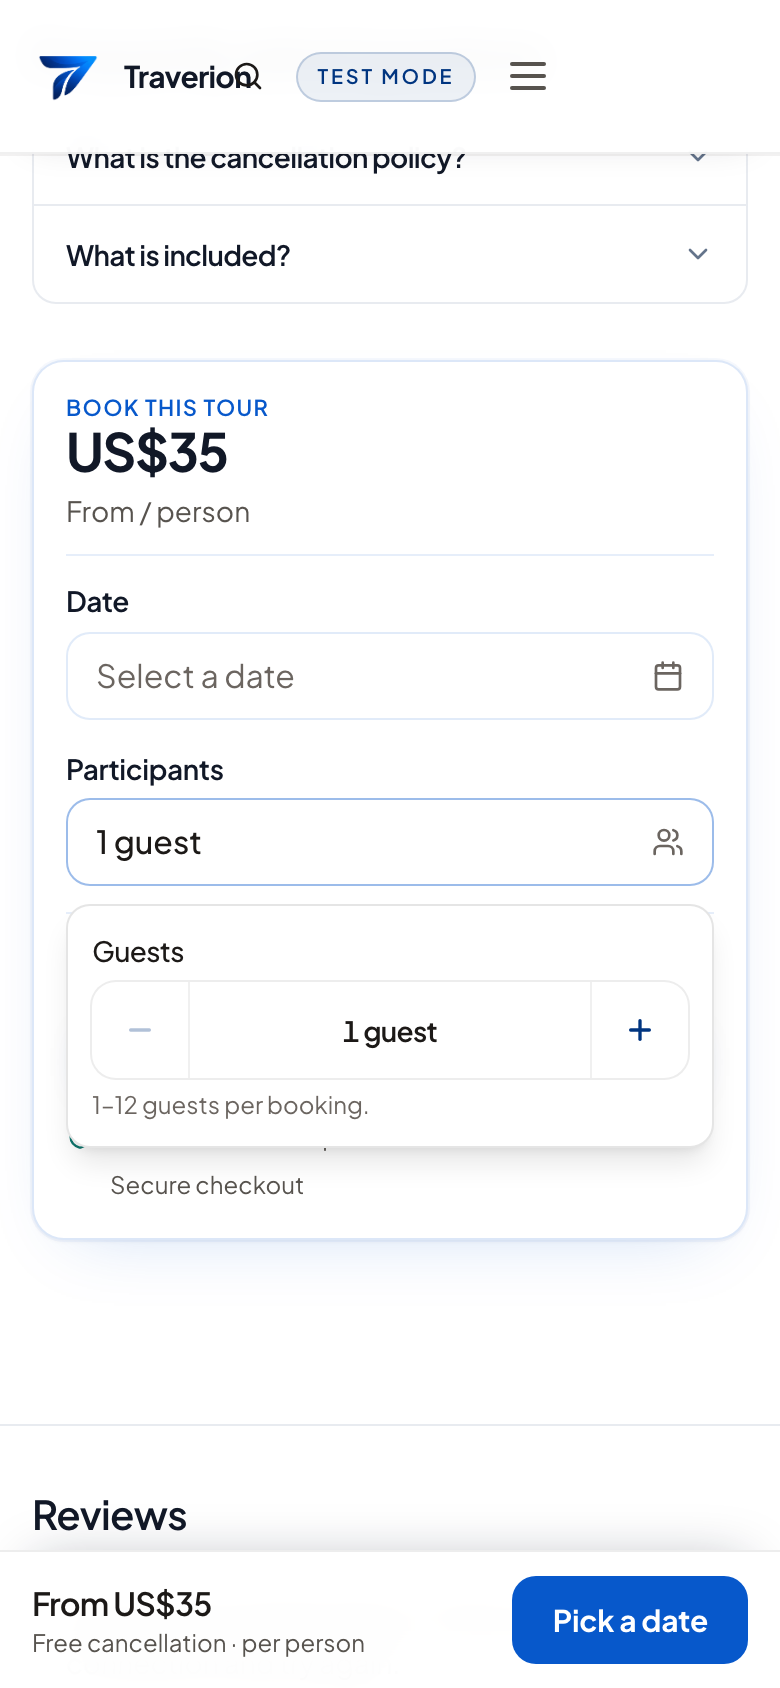 Traverion
TEST MODE
What is the cancellation policy?
What is included?
BOOK THIS TOUR
US$35
From / person
Date
Select a date
Participants
1 guest
Guests
1 guest
1–12 guests per booking.
Secure checkout
Reviews
From US$35
Free cancellation · per person
Pick a date